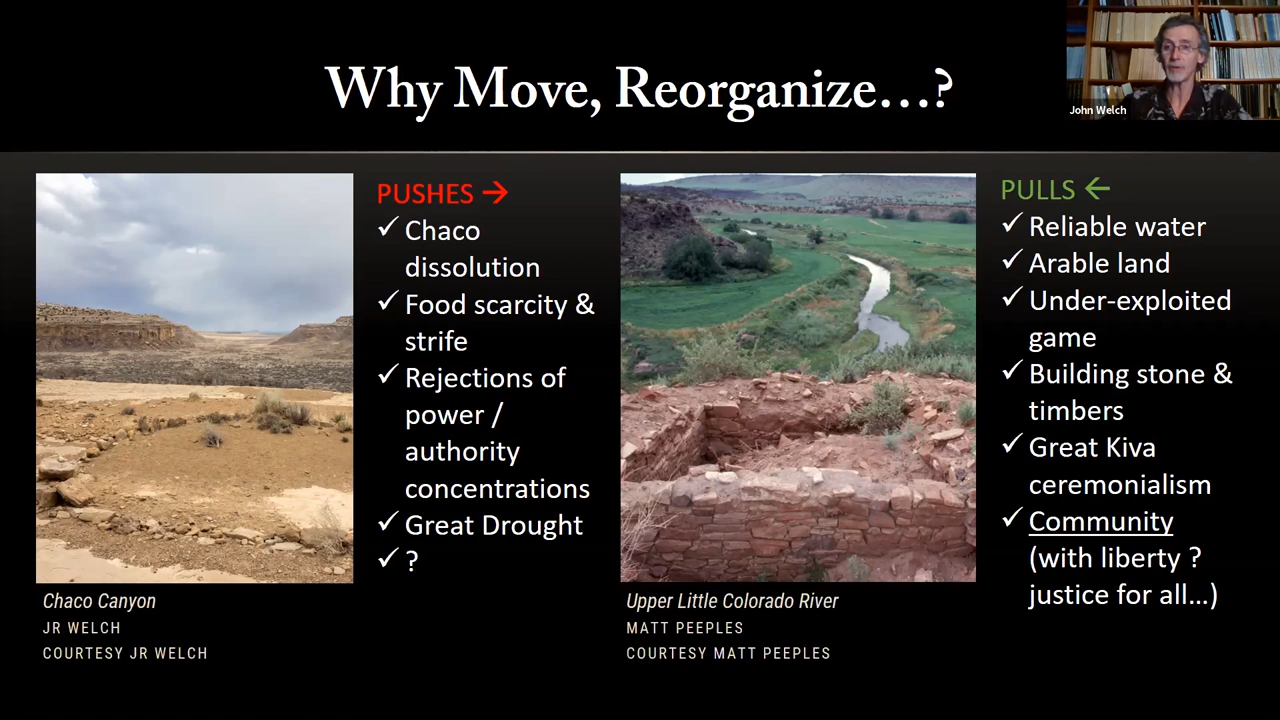 Why Move, Reorganize...?
John Welch
PUSHES →
✓ Chaco
dissolution
✓ Food scarcity &
strife
✓ Rejections of
power /
authority
concentrations
✓ Great Drought
✓ ?
Chaco Canyon
JR WELCH
COURTESY JR WELCH
PULLS ←
✓ Reliable water
✓ Arable land
✓ Under-exploited
game
✓ Building stone &
timbers
✓ Great Kiva
ceremonialism
✓ Community
(with liberty ?
justice for all...)
Upper Little Colorado River
MATT PEEPLES
COURTESY MATT PEEPLES